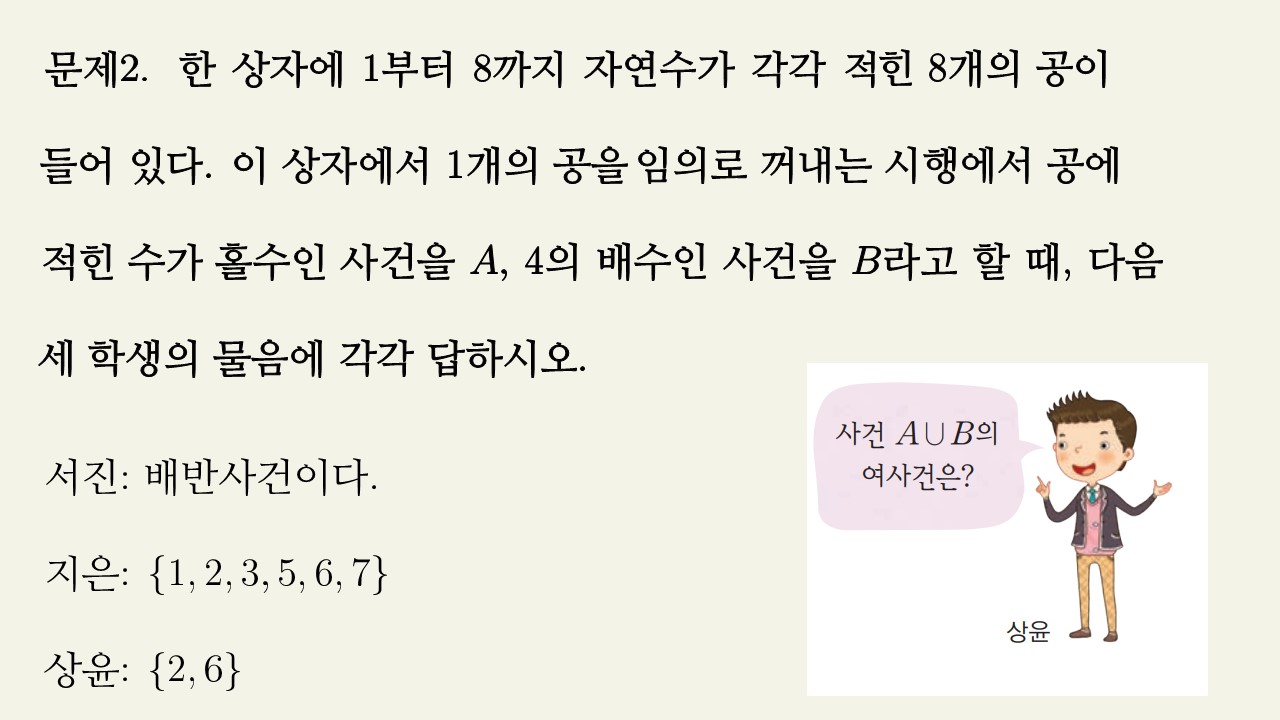 문제2. 한 상자에 1부터 8까지 자연수가 각각 적힌 8개의 공이
들어 있다. 이 상자에서 1개의 공을 임의로 꺼내는 시행에서 공에
적힌 수가 홀수인 사건을 A, 4의 배수인 사건을 B라고 할 때, 다음
세 학생의 물음에 각각 답하시오.
서진: 배반사건이다.
지은: {1, 2, 3, 5, 6, 7}
상윤: {2, 6}
사건 A∪B의
여사건은?
상윤